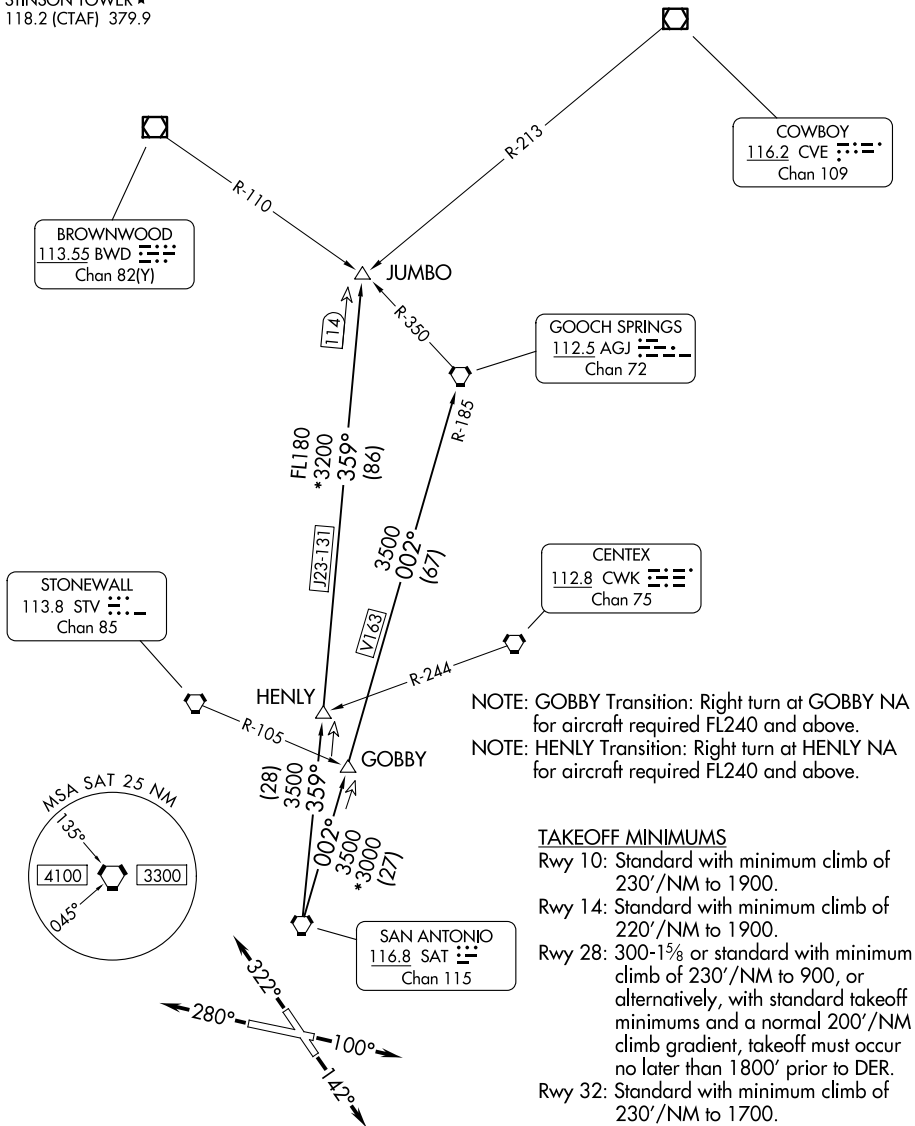 STINSON TOWER ★
118.2 (CTAF) 379.9
COWBOY
116.2 CVE
Chan 109
R-213
R-110
BROWNWOOD
113.55 BWD
Chan 82(Y)
JUMBO
114
R-350
GOOCH SPRINGS
112.5 AGJ
Chan 72
R-185
FL180
*3200
359°
(86)
J23-131
3500
002°
(67)
V163
CENTEX
112.8 CWK
Chan 75
STONEWALL
113.8 STV
Chan 85
R-244
HENLY
R-105
GOBBY
NOTE: GOBBY Transition: Right turn at GOBBY NA
for aircraft required FL240 and above.
NOTE: HENLY Transition: Right turn at HENLY NA
for aircraft required FL240 and above.
(28)
3500
359°
002°
3500
*3000
(27)
MSA SAT 25 NM
135°
4100
3300
045°
SAN ANTONIO
116.8 SAT
Chan 115
322°
280°
100°
142°
TAKEOFF MINIMUMS
Rwy 10: Standard with minimum climb of
230'/NM to 1900.
Rwy 14: Standard with minimum climb of
220'/NM to 1900.
Rwy 28: 300-1⅝ or standard with minimum
climb of 230'/NM to 900, or
alternatively, with standard takeoff
minimums and a normal 200'/NM
climb gradient, takeoff must occur
no later than 1800' prior to DER.
Rwy 32: Standard with minimum climb of
230'/NM to 1700.